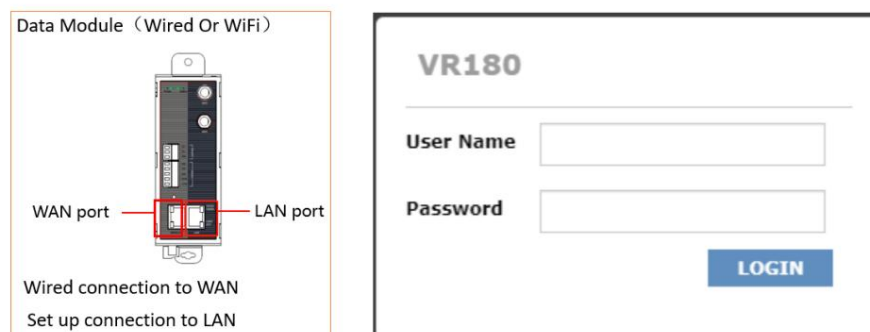 Data Module（Wired Or WiFi）
WAN port
LAN port
Wired connection to WAN
Set up connection to LAN
VR180
User Name
Password
LOGIN